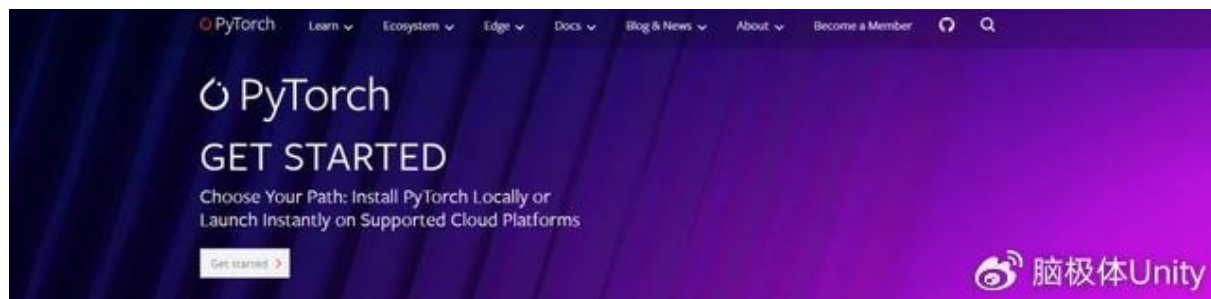 PyTorch Learn Ecosystem Edge Docs Blog & News About Become a Member
PyTorch
GET STARTED
Choose Your Path: Install PyTorch Locally or
Launch Instantly on Supported Cloud Platforms
Get started
脑极体Unity